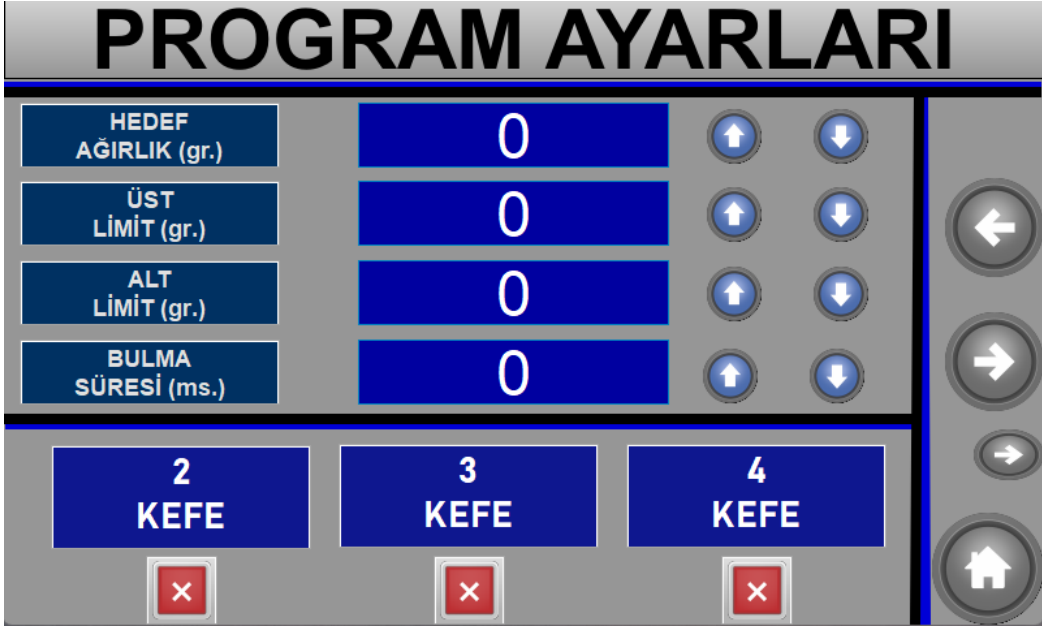 PROGRAM AYARLARI
HEDEF
AĞIRLIK (gr.)
0
ÜST
LİMİT (gr.)
0
ALT
LİMİT (gr.)
0
BULMA
SÜRESİ (ms.)
0
2
KEFE
3
KEFE
4
KEFE